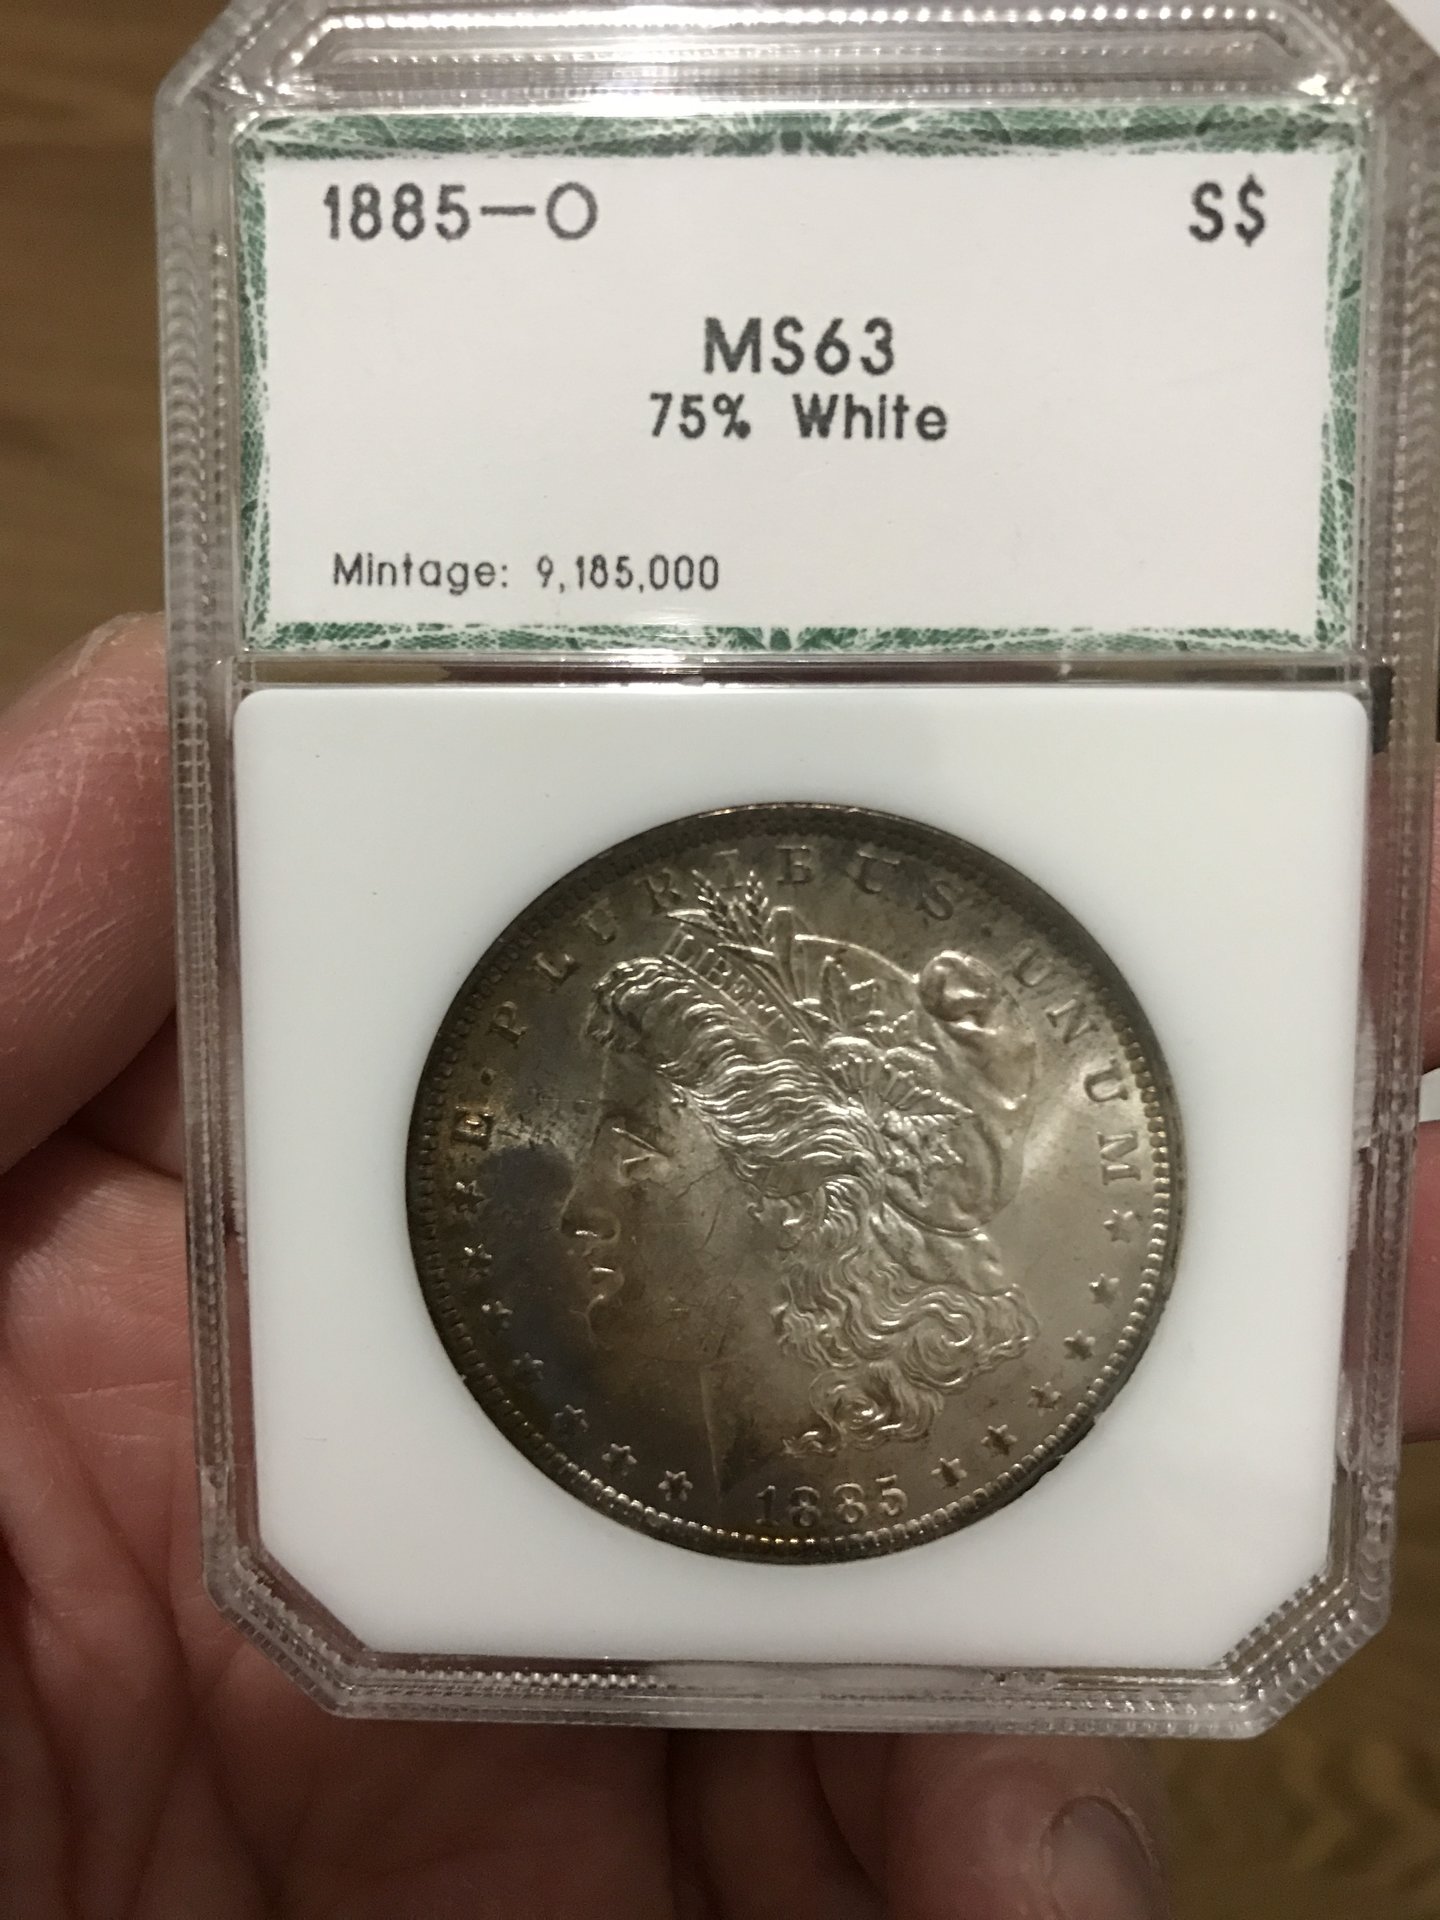 1885-O S$
MS63
75% White
Mintage: 9,185,000
E·PLURIBUS·UNUM
LIBERTY
1885